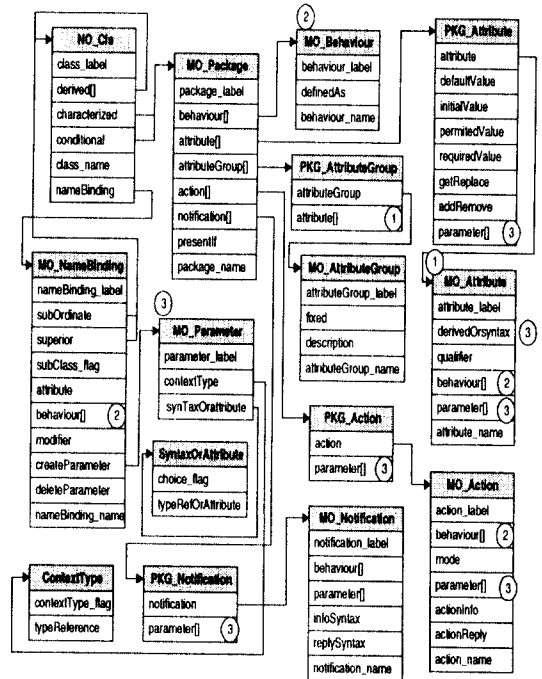 NO_Cls
class_label
derived[]
characterized
conditional
class_name
nameBinding
MO_Package
package_label
behaviour[]
attribute[]
attributeGroup[]
action[]
notification[]
presentIf
package_name
2
MO_Behaviour
behaviour_label
definedAs
behaviour_name
PKG_Attribute
attribute
defaultValue
initialValue
permitedValue
requiredValue
getReplace
addRemove
parameter[] 3
PKG_AttributeGroup
attributeGroup
attribute[] 1
MO_AttributeGroup
attributeGroup_label
fixed
description
attributeGroup_name
1
MO_Attribute
attribute_label
derivedOrsyntax 3
qualifier
behaviour[] 2
parameter[] 3
attribute_name
MO_NameBinding
nameBinding_label
subOrdinate
superior
subClass_flag
attribute
behaviour[] 2
modifier
createParameter
deleteParameter
nameBinding_name
3
MO_Parameter
parameter_label
contextType
synTaxOrattribute
SyntaxOrAttribute
choice_flag
typeRefOrAttribute
PKG_Action
action
parameter[] 3
MO_Action
action_label
behaviour[] 2
mode
parameter[] 3
actionInfo
actionReply
action_name
MO_Notification
notification_label
behaviour[]
parameter[]
infoSyntax
replySyntax
notification_name
ContextType
contextType_flag
typeReference
PKG_Notification
notification
parameter[] 3